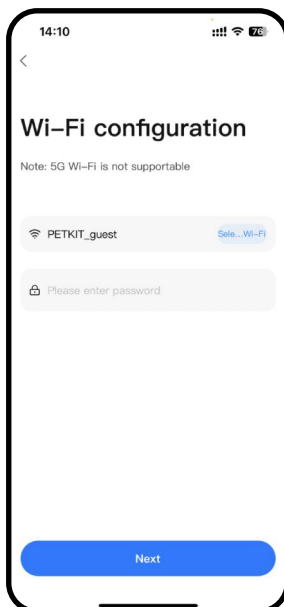 14:10
76
Wi-Fi configuration
Note: 5G Wi-Fi is not supportable
PETKIT_guest
Sele...Wi-Fi
Please enter password
Next